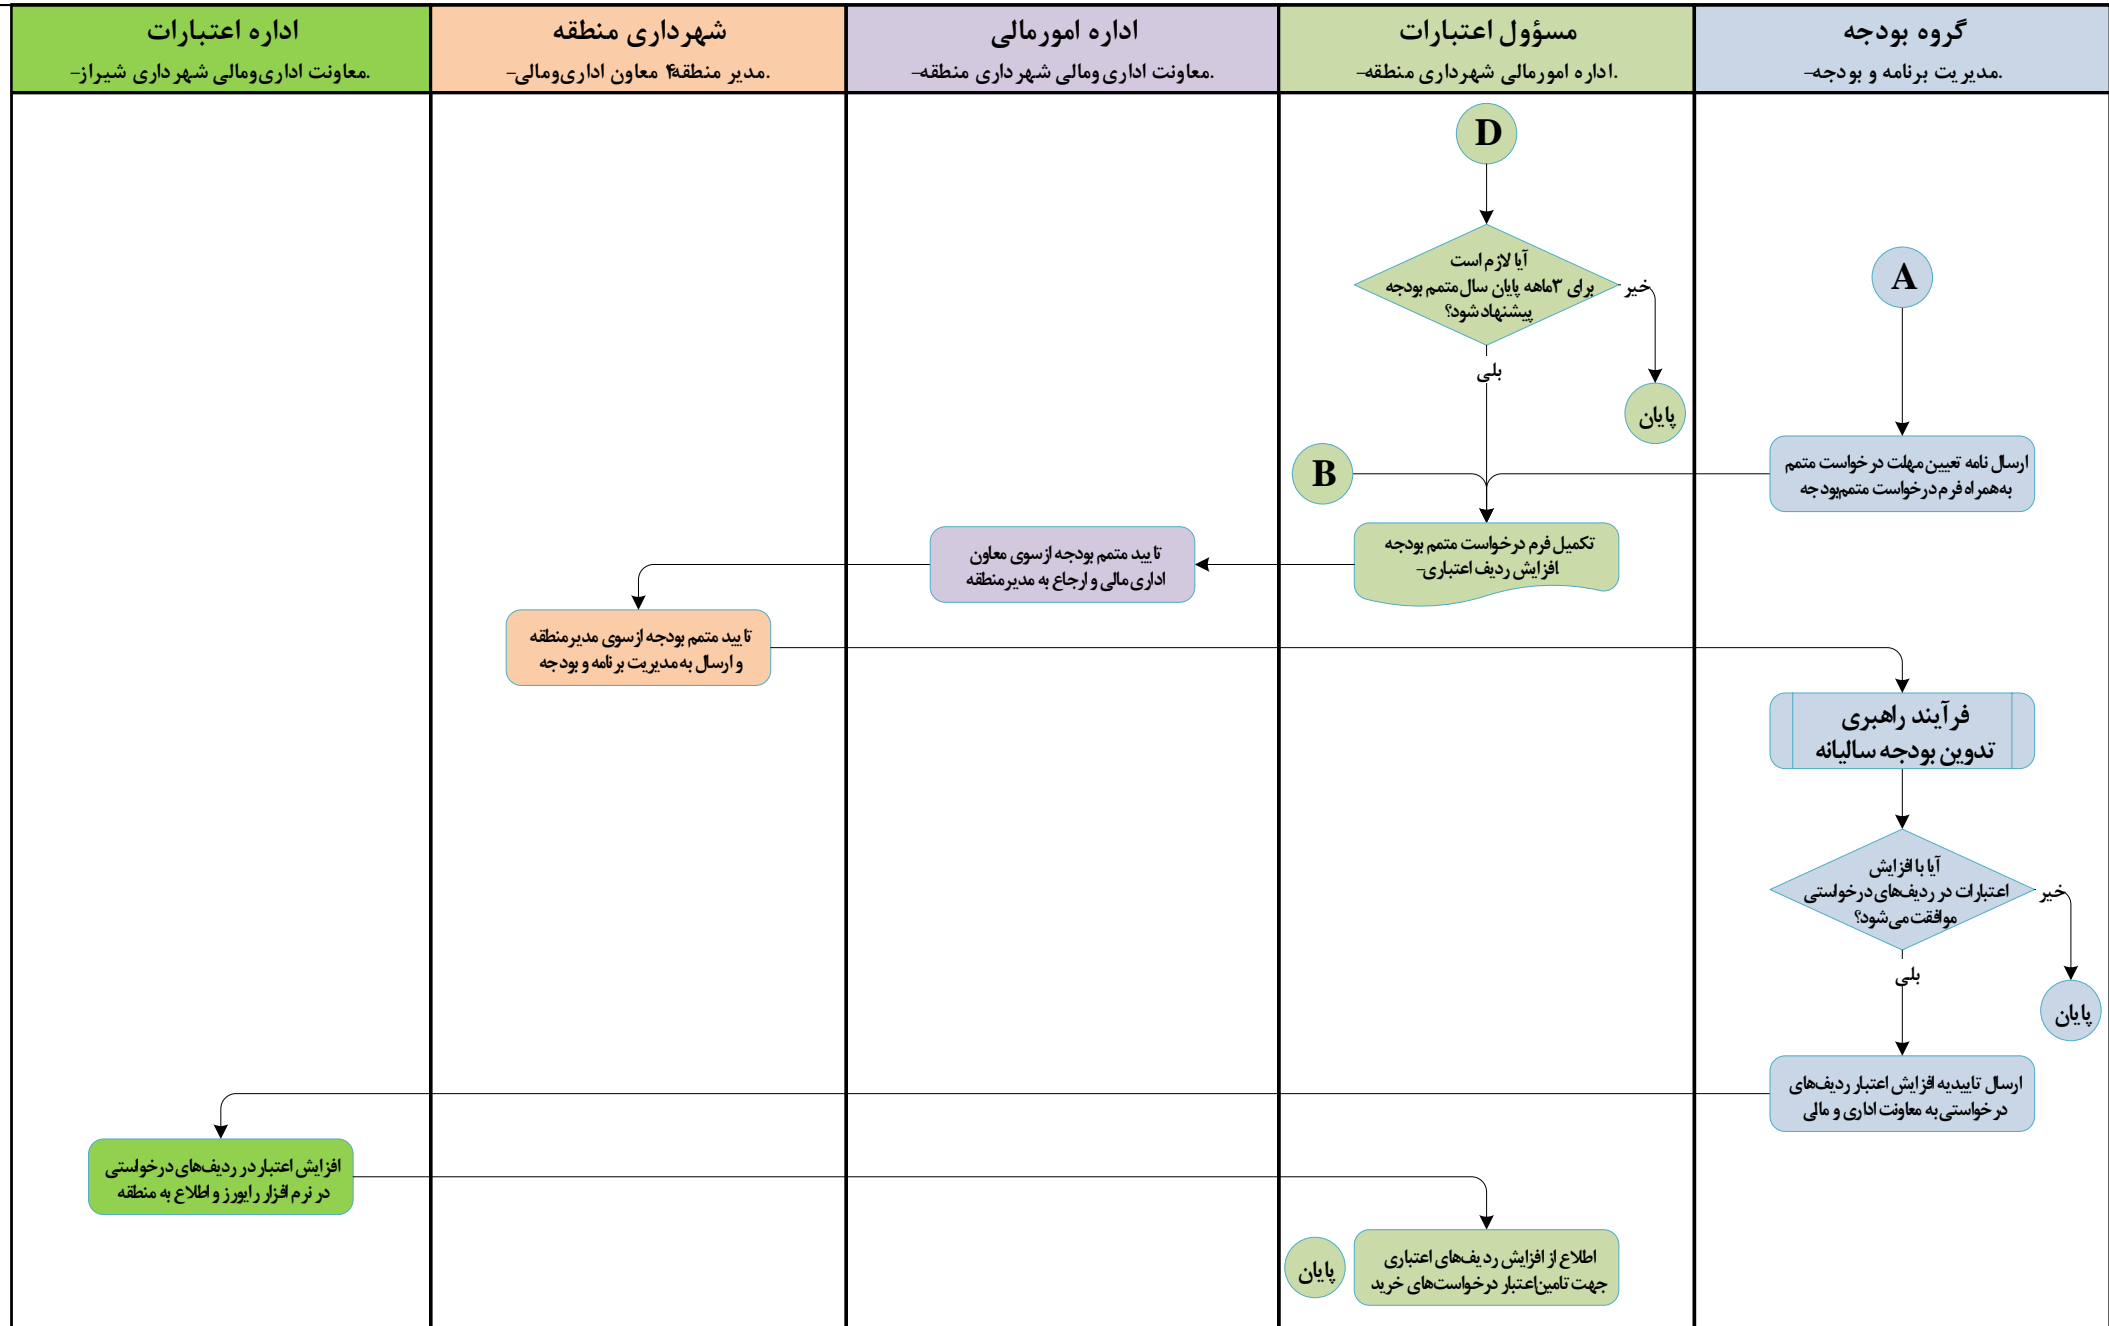 گروه بودجه
.مدیریت برنامه و بودجه–
مسؤول اعتبارات
.اداره امورمالی شهرداری منطقه–
اداره امورمالی
.معاونت اداری‌ومالی شهرداری منطقه–
شهرداری منطقه
.مدیر منطقه۴ معاون اداری‌ومالی–
اداره اعتبارات
.معاونت اداری‌ومالی شهرداری شیراز–
D
آیا لازم است
برای ۳ماهه پایان سال متمم بودجه
پیشنهاد شود؟
خیر
بلی
پایان
A
ارسال نامه تعیین مهلت درخواست متمم
به‌همراه فرم درخواست متمم‌بودجه
B
تکمیل فرم درخواست متمم بودجه
.افزایش ردیف اعتباری–
تایید متمم بودجه ازسوی معاون
اداری‌مالی و ارجاع به مدیرمنطقه
تایید متمم بودجه ازسوی مدیرمنطقه
و ارسال به مدیریت برنامه و بودجه
فرآیند راهبری
تدوین بودجه سالیانه
آیا با افزایش
اعتبارات در ردیف‌های درخواستی
موافقت می‌شود؟
خیر
بلی
پایان
ارسال تاییدیه افزایش اعتبار ردیف‌های
درخواستی به معاونت اداری و مالی
افزایش اعتبار در ردیف‌های درخواستی
در نرم افزار رایورز و اطلاع به منطقه
اطلاع از افزایش ردیف‌های اعتباری
جهت تامین‌اعتبار درخواست‌های خرید
پایان